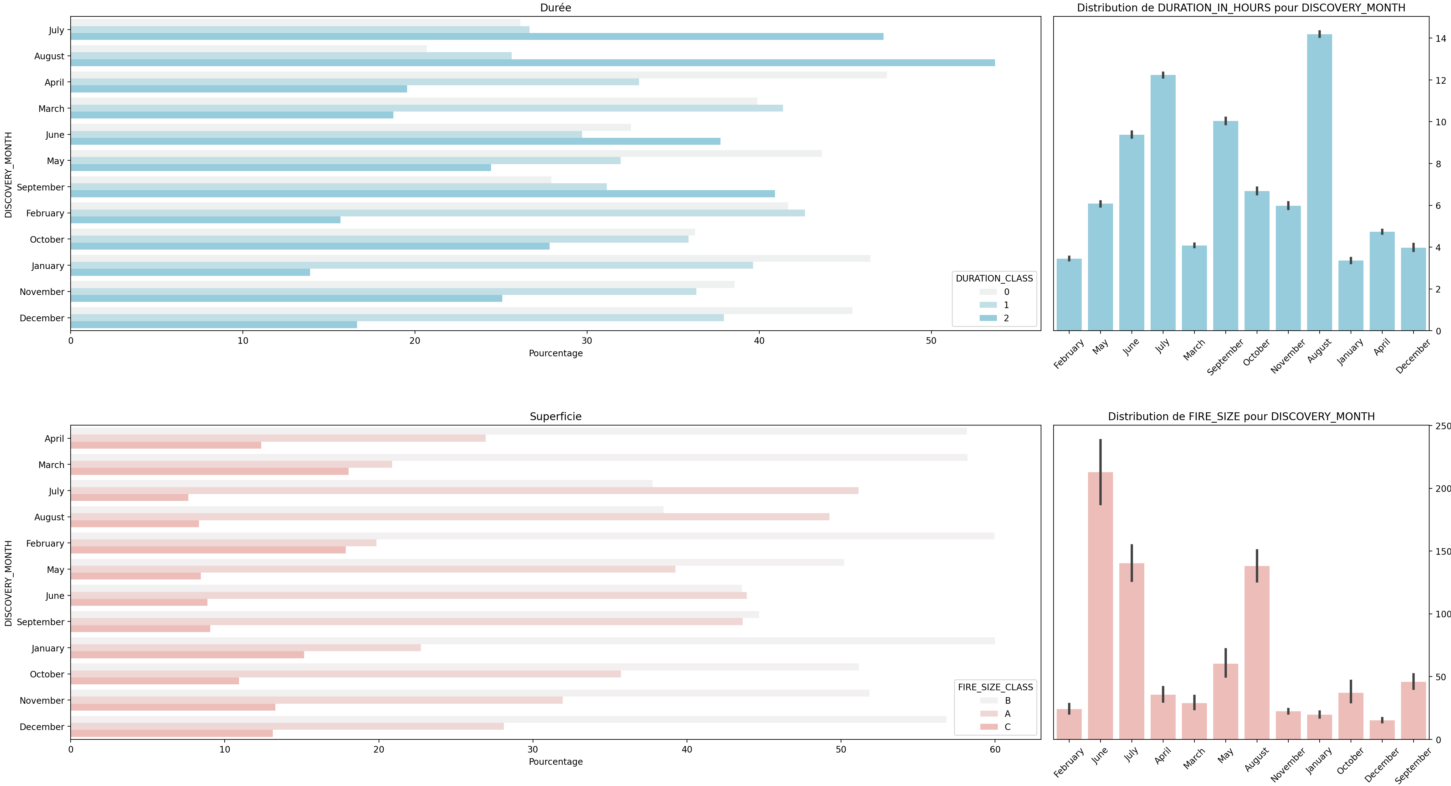 Durée
DISCOVERY_MONTH
July
August
April
March
June
May
September
February
October
January
November
December
0 10 20 30 40 50
Pourcentage
DURATION_CLASS
0
1
2
Distribution de DURATION_IN_HOURS pour DISCOVERY_MONTH
14
12
10
8
6
4
2
0
February May June July March September October November August January April December
Superficie
DISCOVERY_MONTH
April
March
July
August
February
May
June
September
January
October
November
December
0 10 20 30 40 50 60
Pourcentage
FIRE_SIZE_CLASS
B
A
C
Distribution de FIRE_SIZE pour DISCOVERY_MONTH
250
200
150
100
50
0
February June July April March May August November January October December September